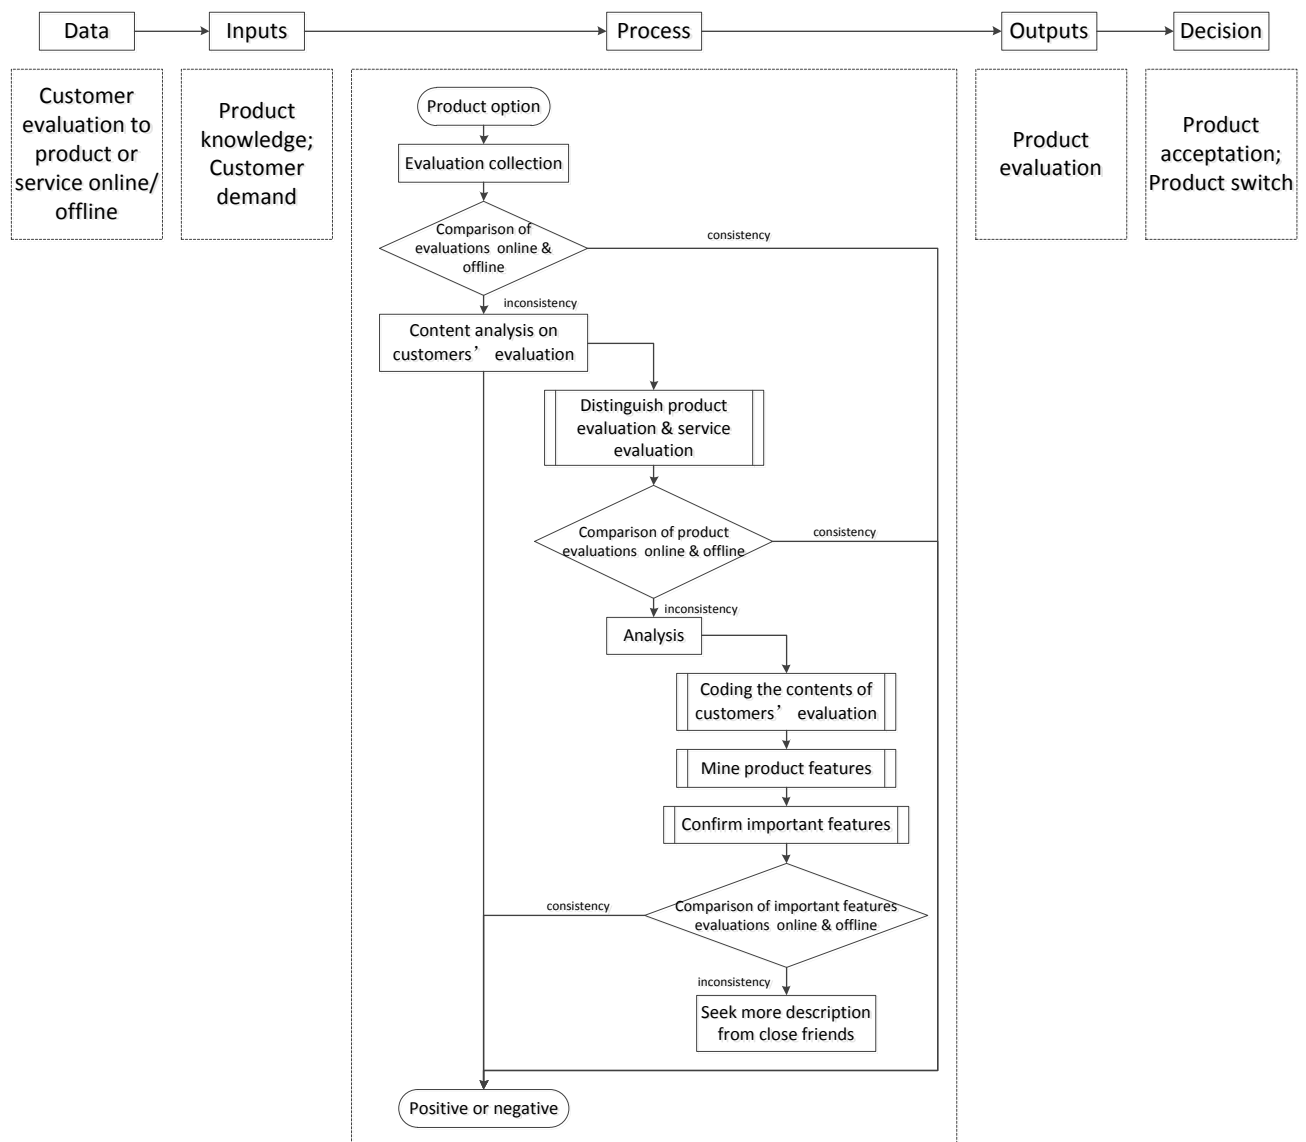 Data
Inputs
Process
Outputs
Decision
Customer
evaluation to
product or
service online/
offline
Product
knowledge;
Customer
demand
Product option
Evaluation collection
Comparison of
evaluations online &
offline
consistency
inconsistency
Content analysis on
customers’ evaluation
Distinguish product
evaluation & service
evaluation
Comparison of product
evaluations online & offline
consistency
inconsistency
Analysis
Coding the contents of
customers’ evaluation
Mine product features
Confirm important features
Comparison of important features
evaluations online & offline
consistency
inconsistency
Seek more description
from close friends
Positive or negative
Product
evaluation
Product
acceptation;
Product switch